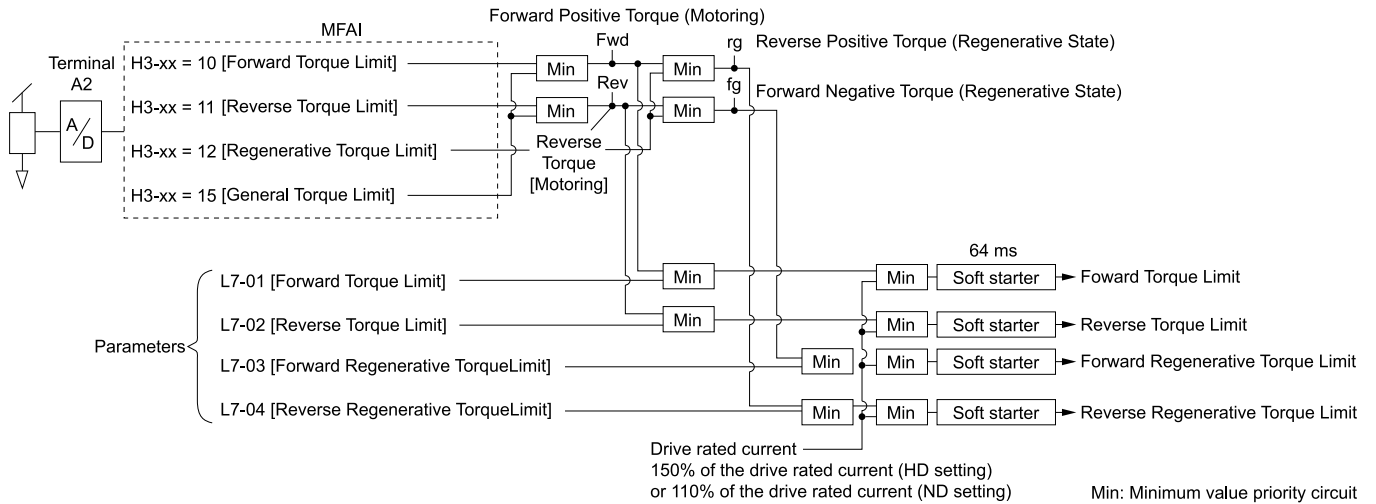 Forward Positive Torque (Motoring)
MFAI
Fwd
rg
Reverse Positive Torque (Regenerative State)
Terminal
A2
H3-xx = 10 [Forward Torque Limit]
Min
Min
Rev
fg
Forward Negative Torque (Regenerative State)
H3-xx = 11 [Reverse Torque Limit]
Min
Min
A/D
Reverse
Torque
[Motoring]
H3-xx = 12 [Regenerative Torque Limit]
H3-xx = 15 [General Torque Limit]
64 ms
L7-01 [Forward Torque Limit]
Min
Min
Soft starter
Foward Torque Limit
L7-02 [Reverse Torque Limit]
Min
Min
Soft starter
Reverse Torque Limit
Parameters
L7-03 [Forward Regenerative TorqueLimit]
Min
Min
Soft starter
Forward Regenerative Torque Limit
L7-04 [Reverse Regenerative TorqueLimit]
Min
Min
Soft starter
Reverse Regenerative Torque Limit
Drive rated current
150% of the drive rated current (HD setting)
or 110% of the drive rated current (ND setting)
Min: Minimum value priority circuit